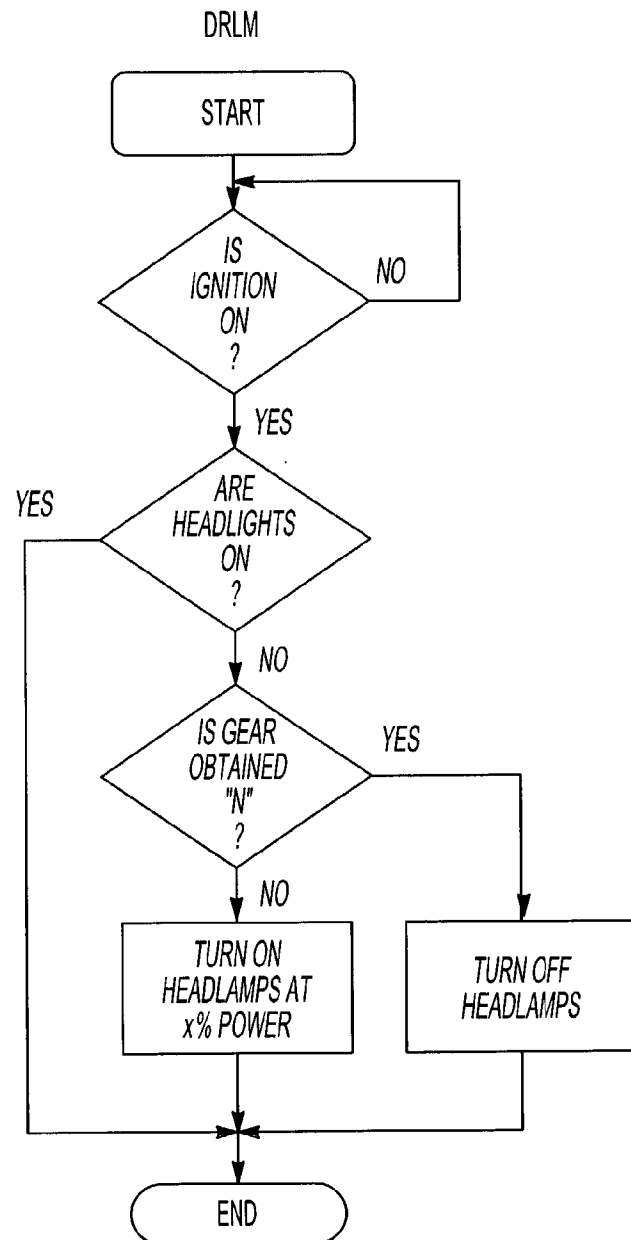 DRLM
START
IS
IGNITION
ON
?
NO
YES
ARE
HEADLIGHTS
ON
?
YES
NO
IS GEAR
OBTAINED
"N"
?
YES
NO
TURN ON
HEADLAMPS AT
x% POWER
TURN OFF
HEADLAMPS
END